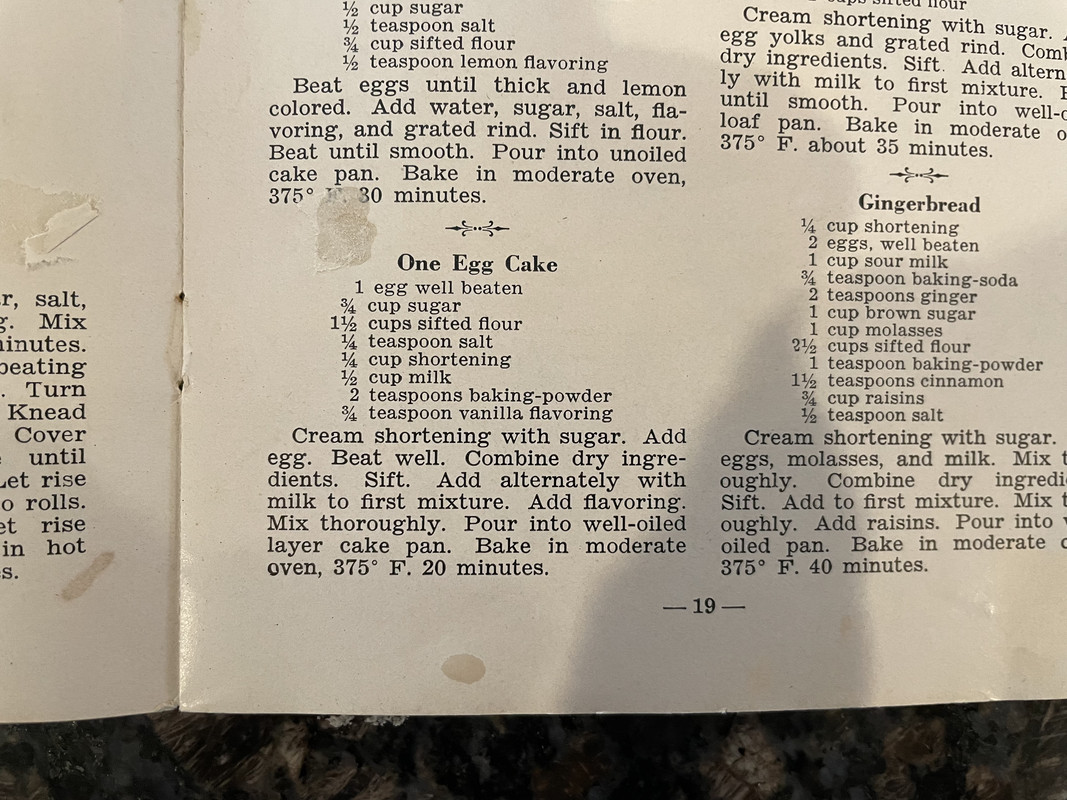 r, salt,
g. Mix
minutes.
beating
. Turn
Knead
Cover
until
Let rise
o rolls.
et rise
in hot
s.
½ cup sugar
½ teaspoon salt
¾ cup sifted flour
½ teaspoon lemon flavoring
Beat eggs until thick and lemon
colored. Add water, sugar, salt, fla-
voring, and grated rind. Sift in flour.
Beat until smooth. Pour into unoiled
cake pan. Bake in moderate oven,
375° F. 30 minutes.
One Egg Cake
1 egg well beaten
¾ cup sugar
1½ cups sifted flour
¼ teaspoon salt
¼ cup shortening
½ cup milk
2 teaspoons baking-powder
¾ teaspoon vanilla flavoring
Cream shortening with sugar. Add
egg. Beat well. Combine dry ingre-
dients. Sift. Add alternately with
milk to first mixture. Add flavoring.
Mix thoroughly. Pour into well-oiled
layer cake pan. Bake in moderate
oven, 375° F. 20 minutes.
cups sifted flour
Cream shortening with sugar.
egg yolks and grated rind. Comb
dry ingredients. Sift. Add altern
ly with milk to first mixture.
until smooth. Pour into well-o
loaf pan. Bake in moderate o
375° F. about 35 minutes.
Gingerbread
¼ cup shortening
2 eggs, well beaten
1 cup sour milk
¾ teaspoon baking-soda
2 teaspoons ginger
1 cup brown sugar
1 cup molasses
2½ cups sifted flour
1 teaspoon baking-powder
1½ teaspoons cinnamon
¾ cup raisins
½ teaspoon salt
Cream shortening with sugar.
eggs, molasses, and milk. Mix t
oughly. Combine dry ingredi
Sift. Add to first mixture. Mix t
oughly. Add raisins. Pour into
oiled pan. Bake in moderate o
375° F. 40 minutes.
— 19 —